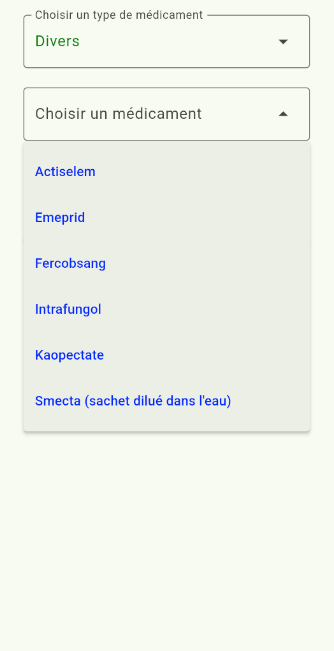 Choisir un type de médicament
Divers
Choisir un médicament
Actiselem
Emeprid
Fercobsang
Intrafungol
Kaopectate
Smecta (sachet dilué dans l'eau)